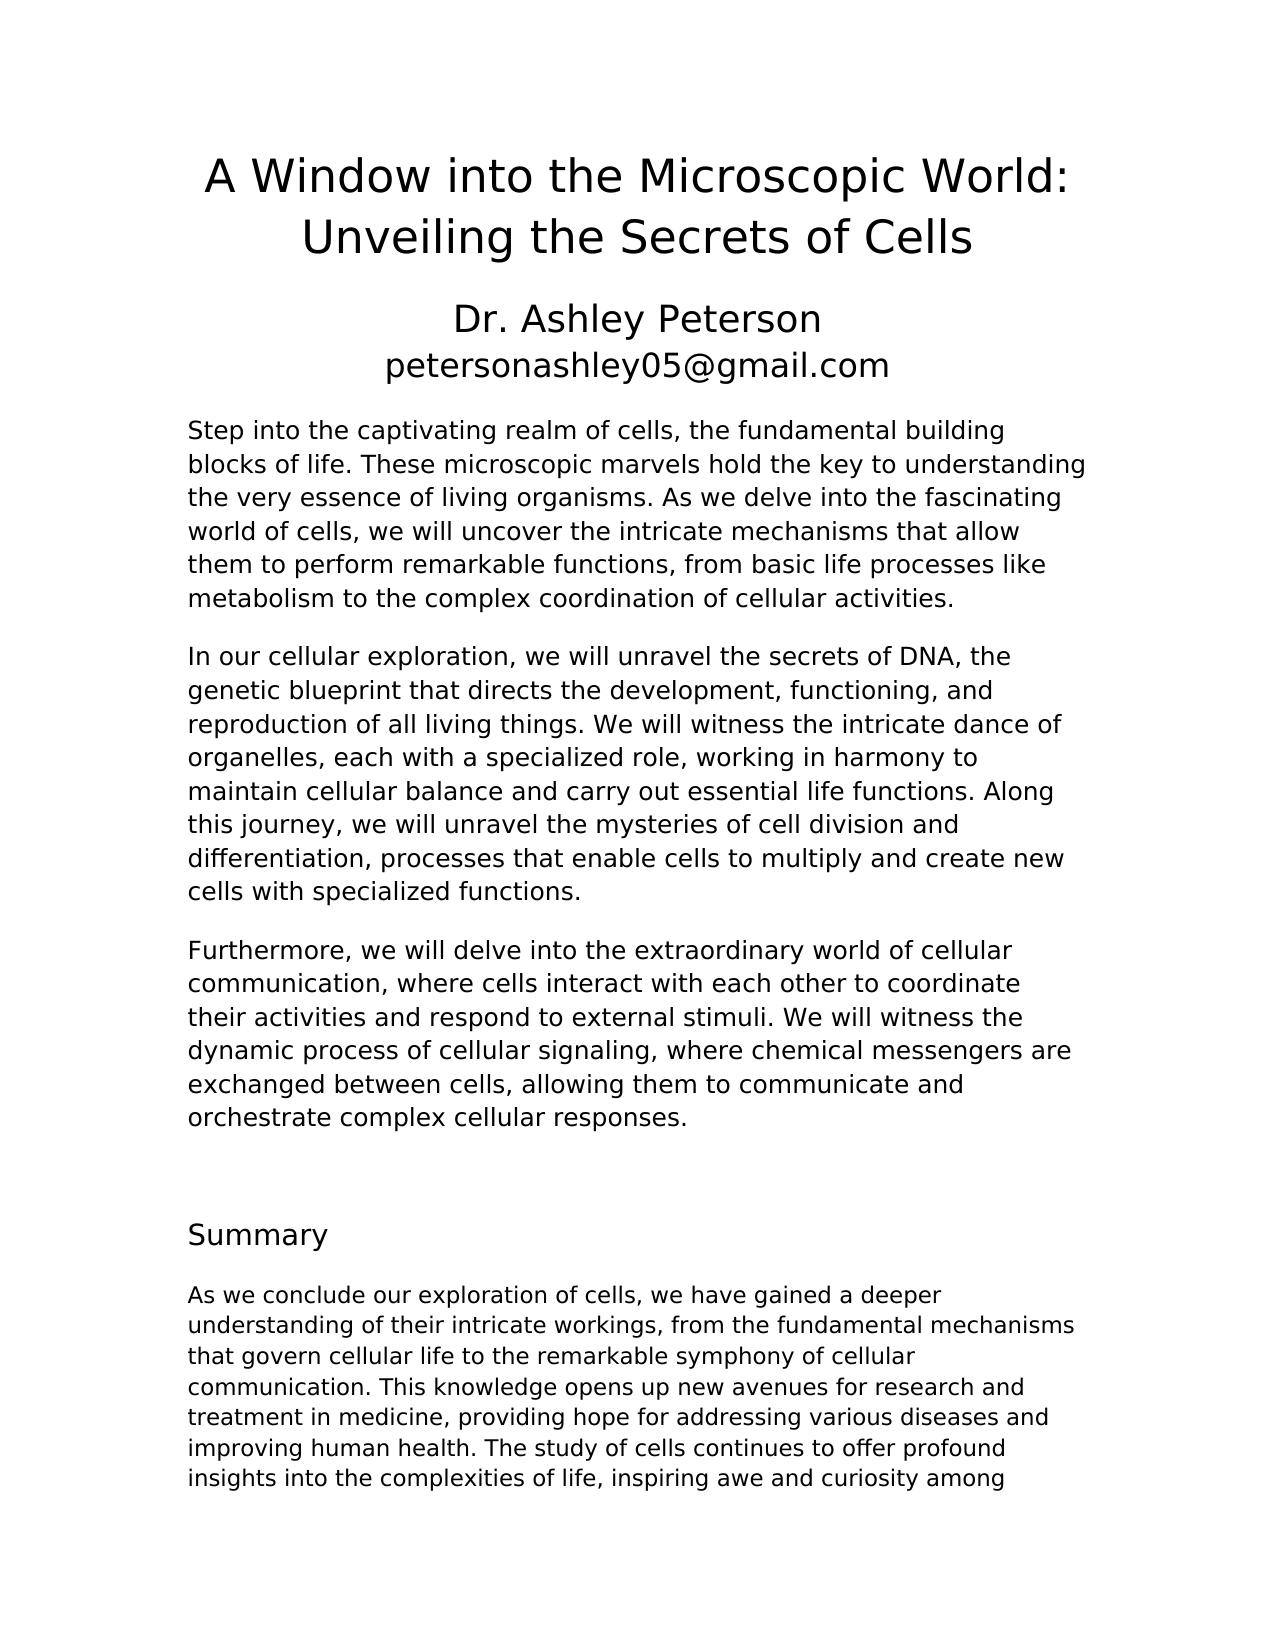 A Window into the Microscopic World:
Unveiling the Secrets of Cells
Dr. Ashley Peterson
petersonashley05@gmail.com
Step into the captivating realm of cells, the fundamental building
blocks of life. These microscopic marvels hold the key to understanding
the very essence of living organisms. As we delve into the fascinating
world of cells, we will uncover the intricate mechanisms that allow
them to perform remarkable functions, from basic life processes like
metabolism to the complex coordination of cellular activities.
In our cellular exploration, we will unravel the secrets of DNA, the
genetic blueprint that directs the development, functioning, and
reproduction of all living things. We will witness the intricate dance of
organelles, each with a specialized role, working in harmony to
maintain cellular balance and carry out essential life functions. Along
this journey, we will unravel the mysteries of cell division and
differentiation, processes that enable cells to multiply and create new
cells with specialized functions.
Furthermore, we will delve into the extraordinary world of cellular
communication, where cells interact with each other to coordinate
their activities and respond to external stimuli. We will witness the
dynamic process of cellular signaling, where chemical messengers are
exchanged between cells, allowing them to communicate and
orchestrate complex cellular responses.
Summary
As we conclude our exploration of cells, we have gained a deeper
understanding of their intricate workings, from the fundamental mechanisms
that govern cellular life to the remarkable symphony of cellular
communication. This knowledge opens up new avenues for research and
treatment in medicine, providing hope for addressing various diseases and
improving human health. The study of cells continues to offer profound
insights into the complexities of life, inspiring awe and curiosity among